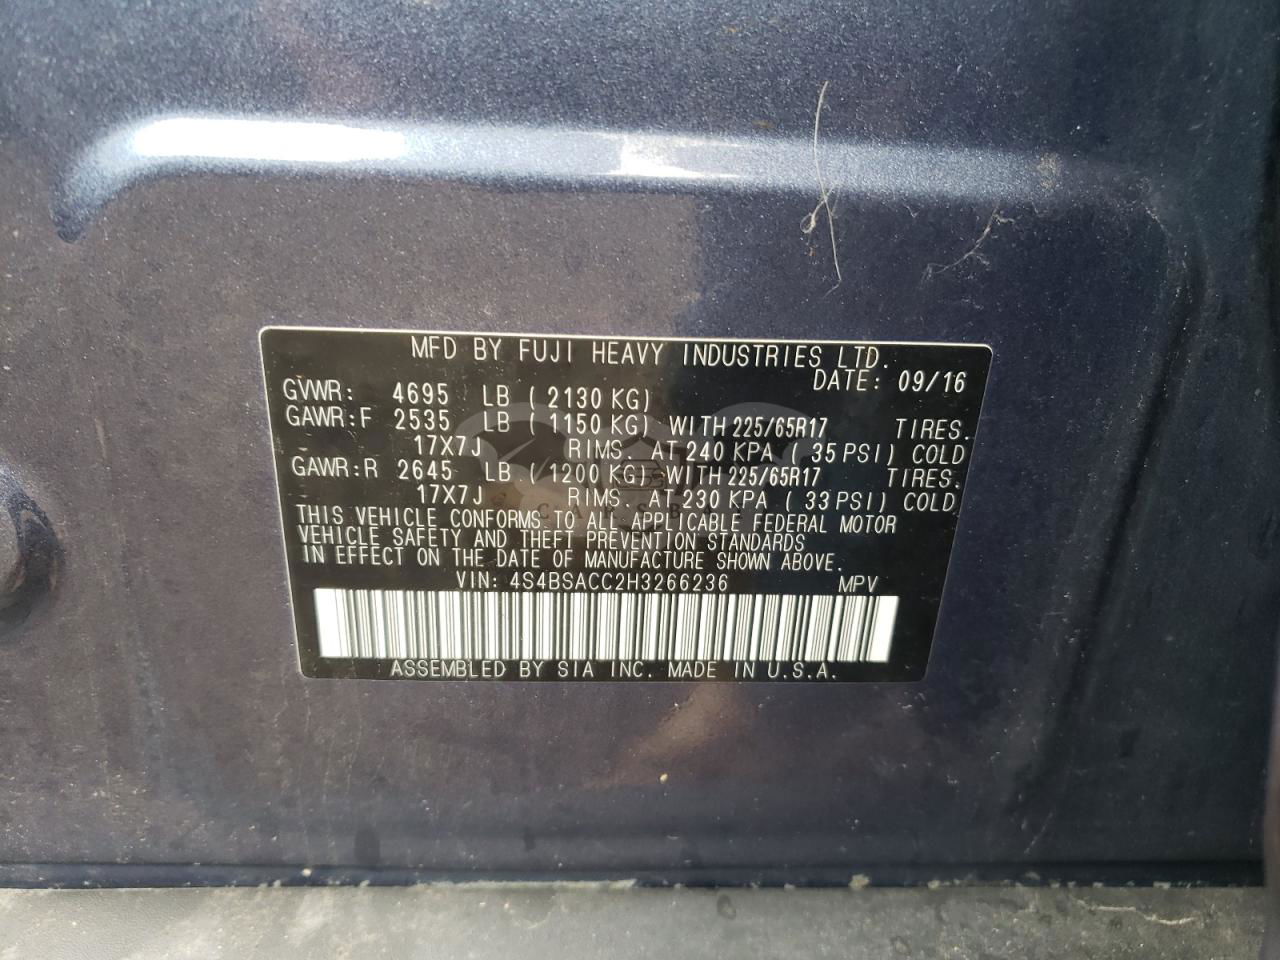 MFD BY FUJI HEAVY INDUSTRIES LTD.
DATE: 09/16
GVWR: 4695 LB (2130 KG)
GAWR:F 2535 LB (1150 KG) WITH 225/65R17 TIRES.
17X7J RIMS. AT 240 KPA (35 PSI) COLD
GAWR:R 2645 LB (1200 KG) WITH 225/65R17 TIRES.
17X7J RIMS. AT 230 KPA (33 PSI) COLD
CARSBAY
THIS VEHICLE CONFORMS TO ALL APPLICABLE FEDERAL MOTOR
VEHICLE SAFETY AND THEFT PREVENTION STANDARDS
IN EFFECT ON THE DATE OF MANUFACTURE SHOWN ABOVE.
VIN: 4S4BSACC2H3266236 MPV
ASSEMBLED BY SIA INC. MADE IN U.S.A.